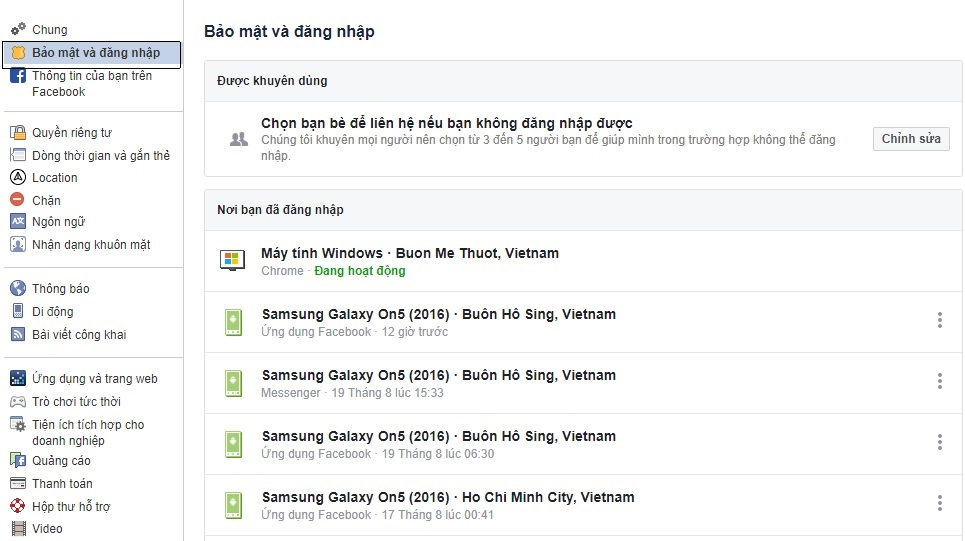 Chung
Bảo mật và đăng nhập
Thông tin của bạn trên
Facebook
Quyền riêng tư
Dòng thời gian và gắn thẻ
Location
Chặn
Ngôn ngữ
Nhận dạng khuôn mặt
Thông báo
Di động
Bài viết công khai
Ứng dụng và trang web
Trò chơi tức thời
Tiện ích tích hợp cho
doanh nghiệp
Quảng cáo
Thanh toán
Hộp thư hỗ trợ
Video
Bảo mật và đăng nhập
Được khuyên dùng
Chọn bạn bè để liên hệ nếu bạn không đăng nhập được
Chúng tôi khuyên mọi người nên chọn từ 3 đến 5 người bạn để giúp mình trong trường hợp không thể đăng
nhập.
Chỉnh sửa
Nơi bạn đã đăng nhập
Máy tính Windows · Buon Me Thuot, Vietnam
Chrome · Đang hoạt động
Samsung Galaxy On5 (2016) · Buôn Hô Sing, Vietnam
Ứng dụng Facebook · 12 giờ trước
Samsung Galaxy On5 (2016) · Buôn Hô Sing, Vietnam
Messenger · 19 Tháng 8 lúc 15:33
Samsung Galaxy On5 (2016) · Buôn Hô Sing, Vietnam
Ứng dụng Facebook · 19 Tháng 8 lúc 06:30
Samsung Galaxy On5 (2016) · Ho Chi Minh City, Vietnam
Ứng dụng Facebook · 17 Tháng 8 lúc 00:41